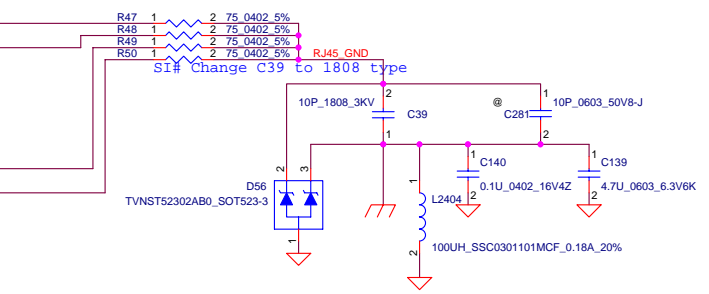 R47 1 2 75_0402_5%
R48 1 2 75_0402_5%
R49 1 2 75_0402_5%
R50 1 2 75_0402_5% RJ45_GND
SI# Change C39 to 1808 type
2 1
10P_1808_3KV @ 10P_0603_50V8-J
C39 C281
1 2
2 3 1 1 1
C140 C139
D56 1 L2404 0.1U_0402_16V4Z 4.7U_0603_6.3V6K
TVNST52302AB0_SOT523-3 2 2
1 2
100UH_SSC0301101MCF_0.18A_20%